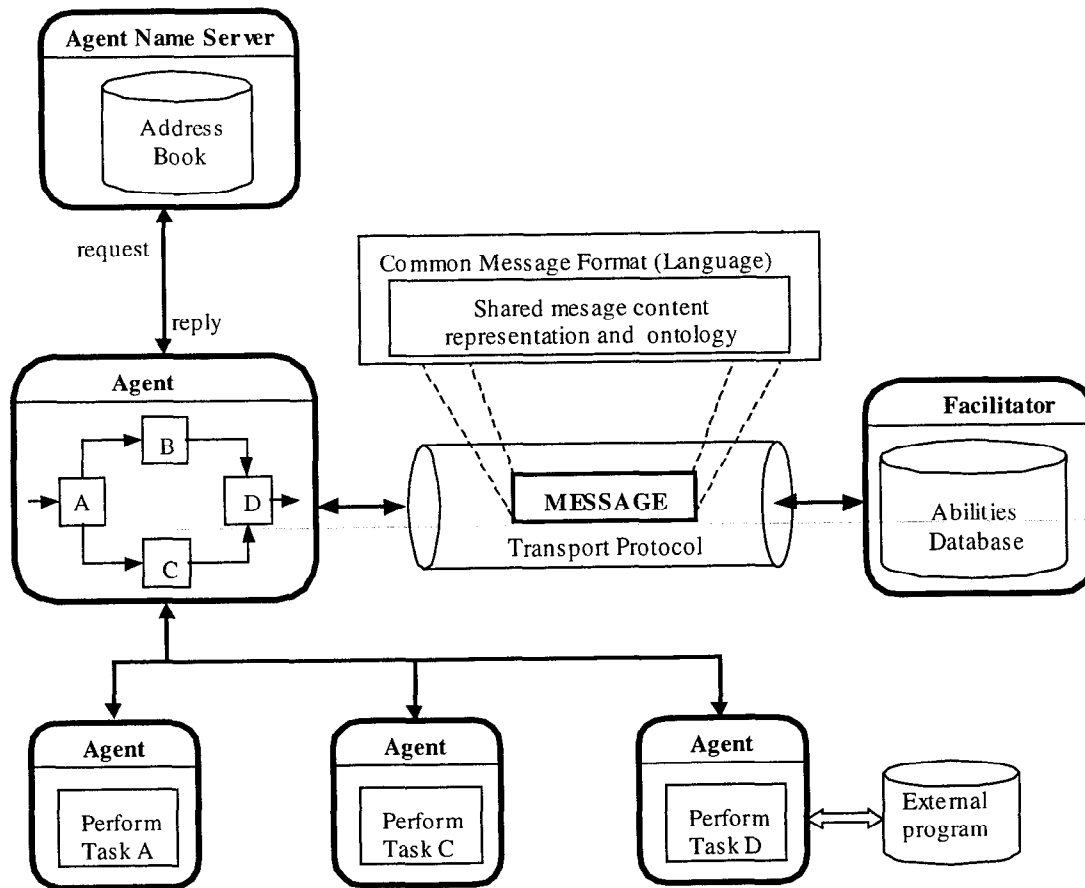 Agent Name Server
Address
Book
request
reply
Common Message Format (Language)
Shared mesage content
representation and ontology
Agent
A
B
C
D
MESSAGE
Transport Protocol
Facilitator
Abilities
Database
Agent
Perform
Task A
Agent
Perform
Task C
Agent
Perform
Task D
External
program